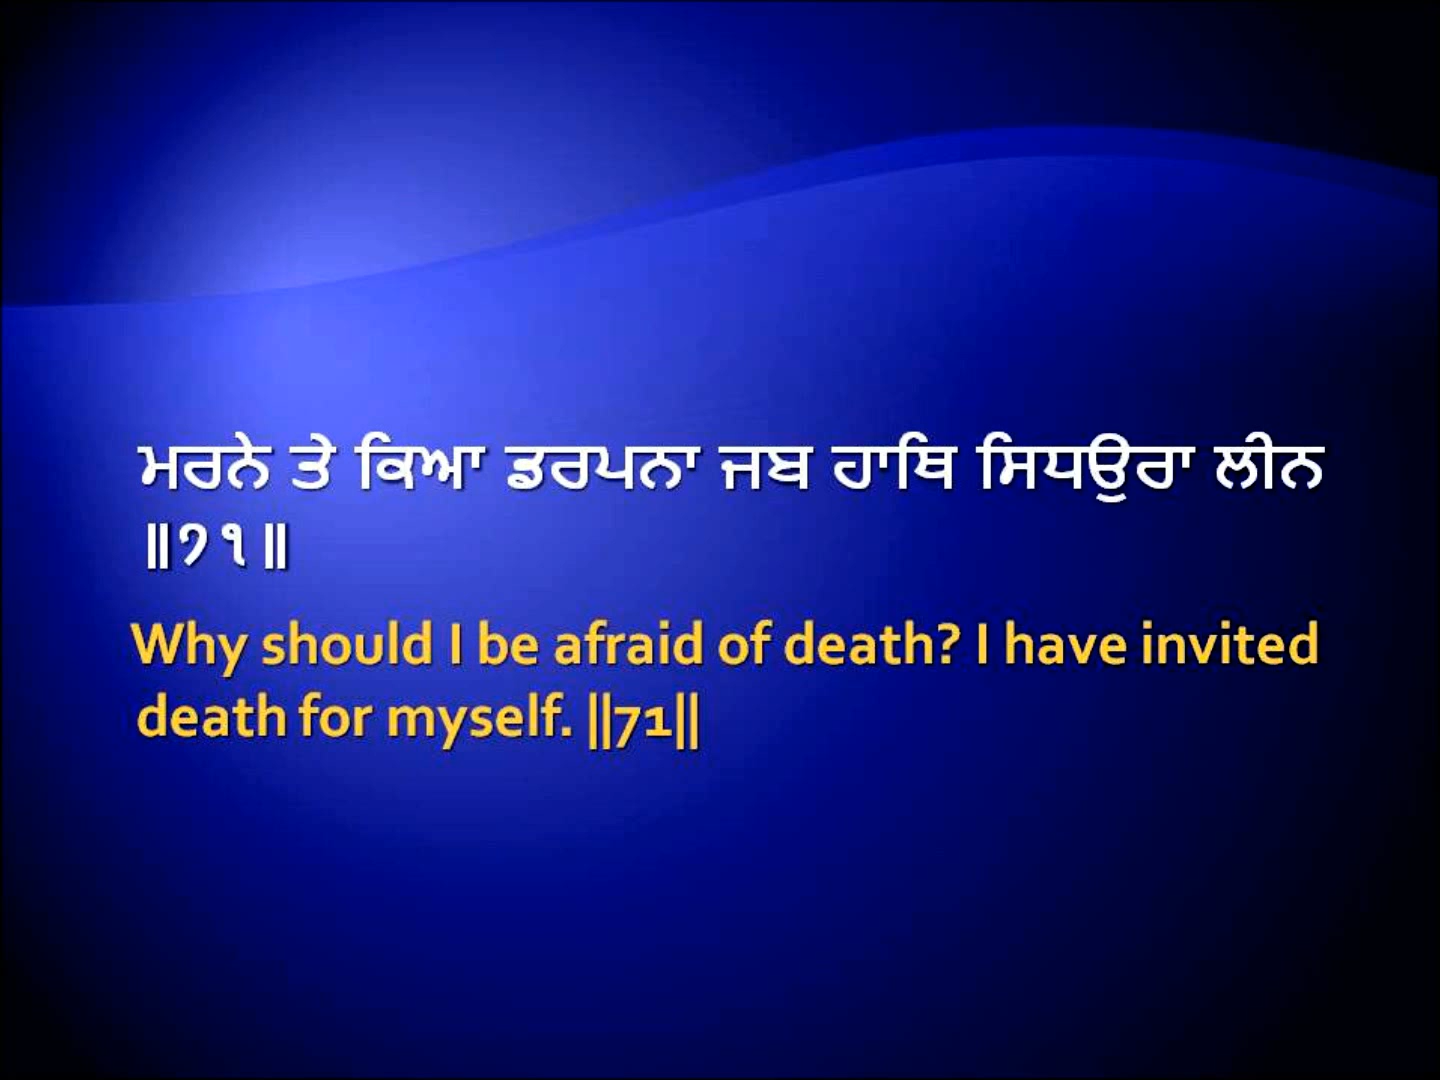 ਮਰਨੇ ਤੇ ਕਿਆ ਡਰਪਨਾ ਜਬ ਹਾਥਿ ਸਿਧਉਰਾ ਲੀਨ
॥੭੧॥
Why should I be afraid of death? I have invited
death for myself. ||71||